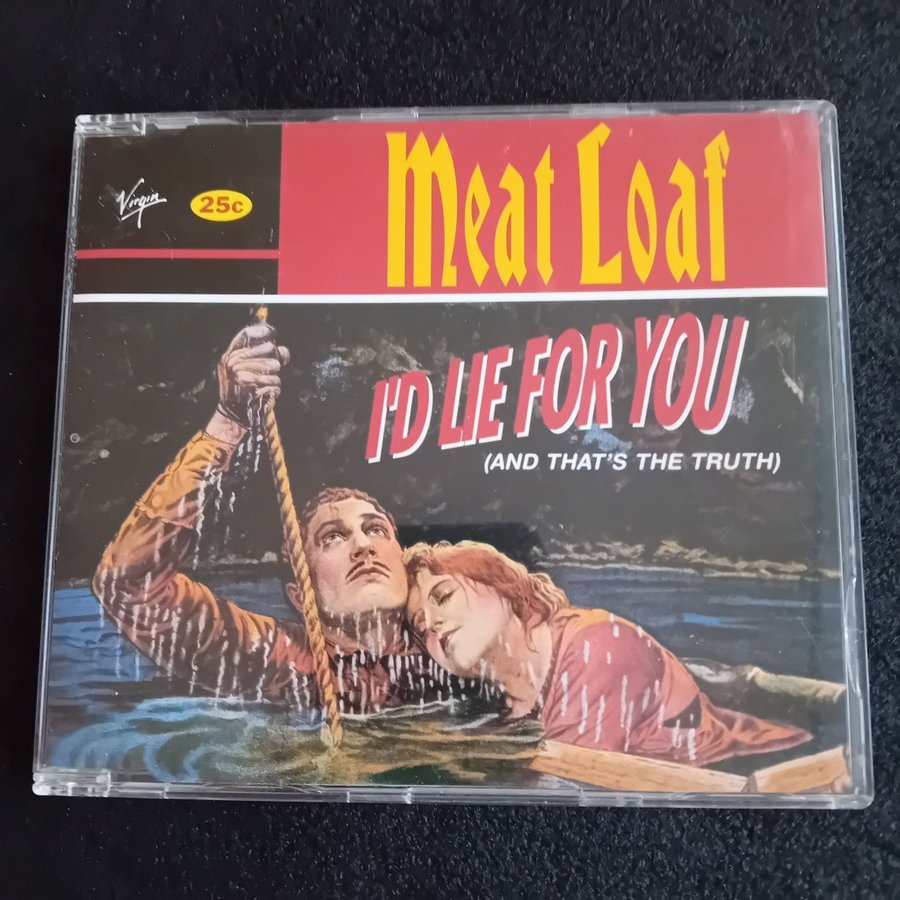 Virgin
25c
Meat Loaf
I'D LIE FOR YOU
(AND THAT'S THE TRUTH)